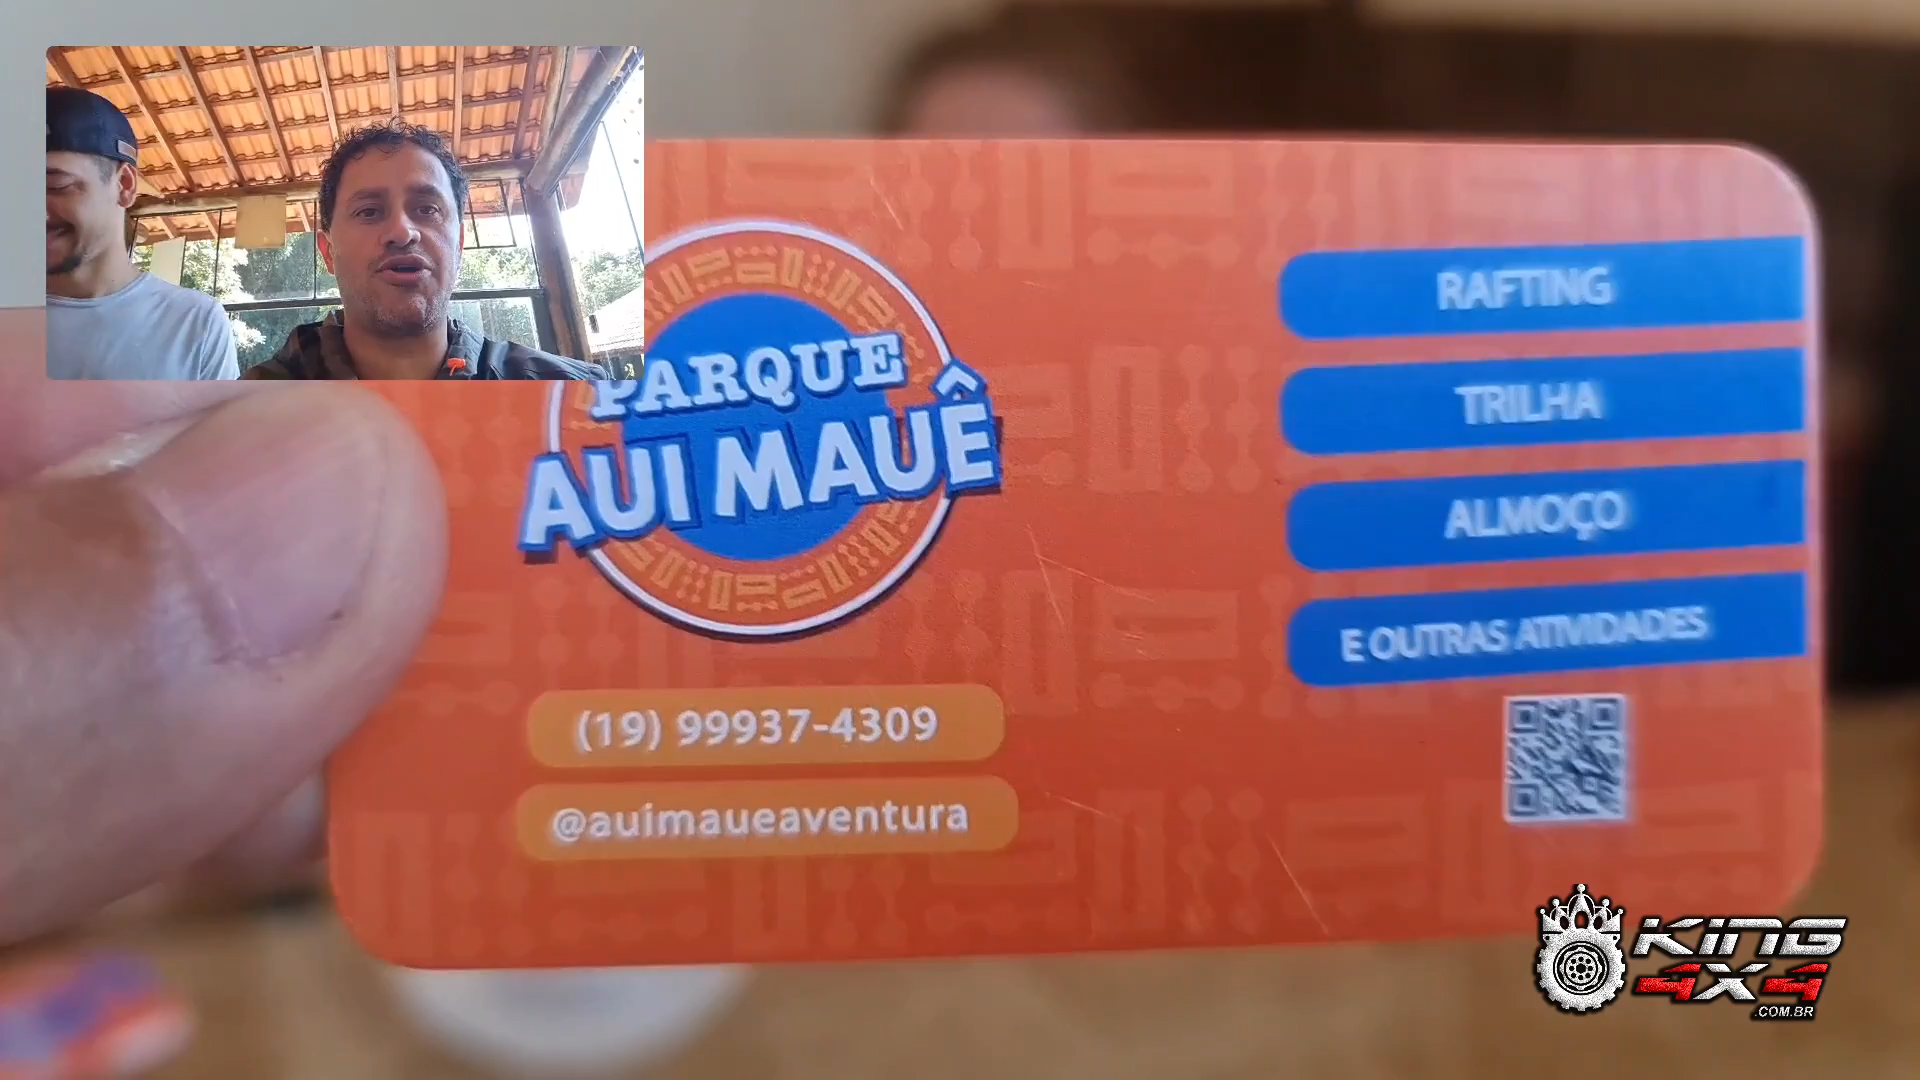 PARQUE
AUI MAUÊ
(19) 99937-4309
@auimaueaventura
RAFTING
TRILHA
ALMOÇO
E OUTRAS ATIVIDADES
KING
4X4
.COM.BR